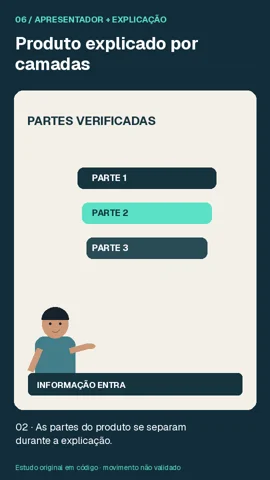 06 / APRESENTADOR + EXPLICAÇÃO
Produto explicado por
camadas
PARTES VERIFICADAS
PARTE 1
PARTE 2
PARTE 3
INFORMAÇÃO ENTRA
02 · As partes do produto se separam
durante a explicação.
Estudo original em código · movimento não validado